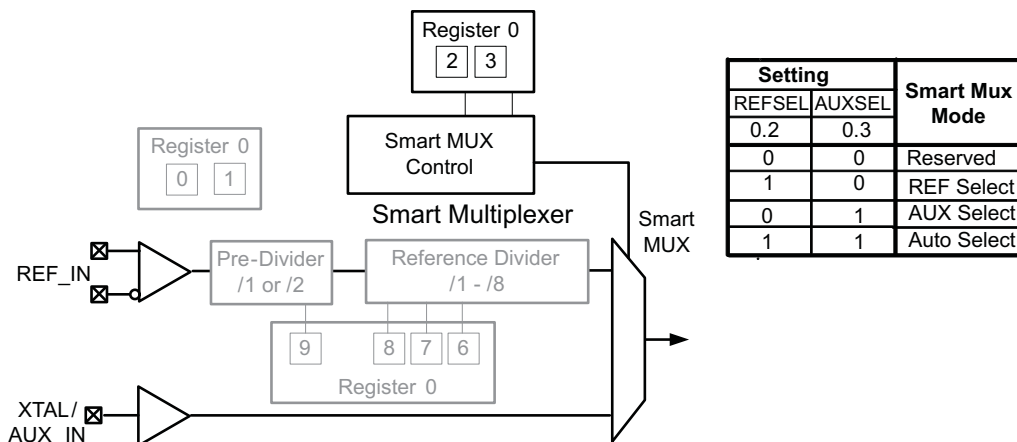 Register 0
2 3
Smart MUX
Control
Register 0
0 1
Smart Multiplexer
Smart
MUX
REF_IN
Pre-Divider
/1 or /2
Reference Divider
/1 - /8
9 8 7 6
Register 0
XTAL/
AUX_IN
Setting Smart Mux
Mode
REFSEL AUXSEL
0.2 0.3
0 0 Reserved
1 0 REF Select
0 1 AUX Select
1 1 Auto Select